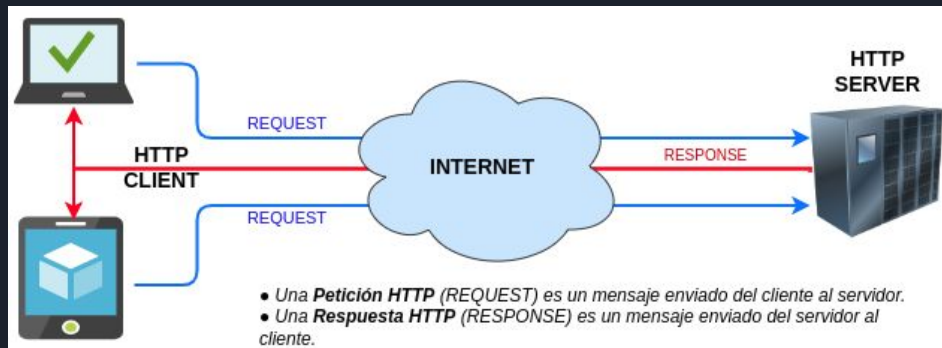 HTTP
SERVER
REQUEST
HTTP
CLIENT
INTERNET
RESPONSE
REQUEST
● Una Petición HTTP (REQUEST) es un mensaje enviado del cliente al servidor.
● Una Respuesta HTTP (RESPONSE) es un mensaje enviado del servidor al
cliente.